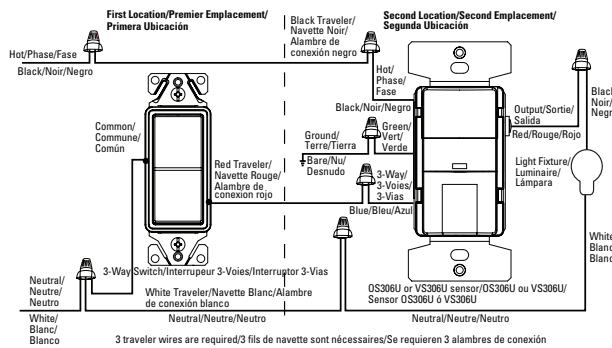 First Location/Premier Emplacement/
Primera Ubicación
Black Traveler/
Navette Noir/
Alambre de
conexión negro
Second Location/Second Emplacement/
Segunda Ubicación
Hot/Phase/Fase
Black/Noir/Negro
Hot/
Phase/
Fase
Black/Noir/Negro
Output/Sortie/
Salida
Red/Rouge/Rojo
Black
Noir/
Negr
Common/
Commune/
Común
Ground/
Terre/Tierra
Green/
Vert/
Verde
Bare/Nu/
Desnudo
Red Traveler/
Navette Rouge/
Alambre de
conexión rojo
3-Way/
3-Voies/
3-Vias
Blue/Bleu/Azul
Light Fixture/
Luminaire/
Lámpara
White
Blanc
Blanc
3-Way Switch/Interrupeur 3-Voies/Interruptor 3-Vias
Neutral/
Neutre/
Neutro
White Traveler/Navette Blanc/Alambre
de conexión blanco
OS306U or VS306U sensor/OS306U ou VS306U/
Sensor OS306U ó VS306U
White/
Blanc/
Blanco
Neutral/Neutre/Neutro
Neutral/Neutre/Neutro
3 traveler wires are required/3 fils de navette sont nécessaires/Se requieren 3 alambres de conexión